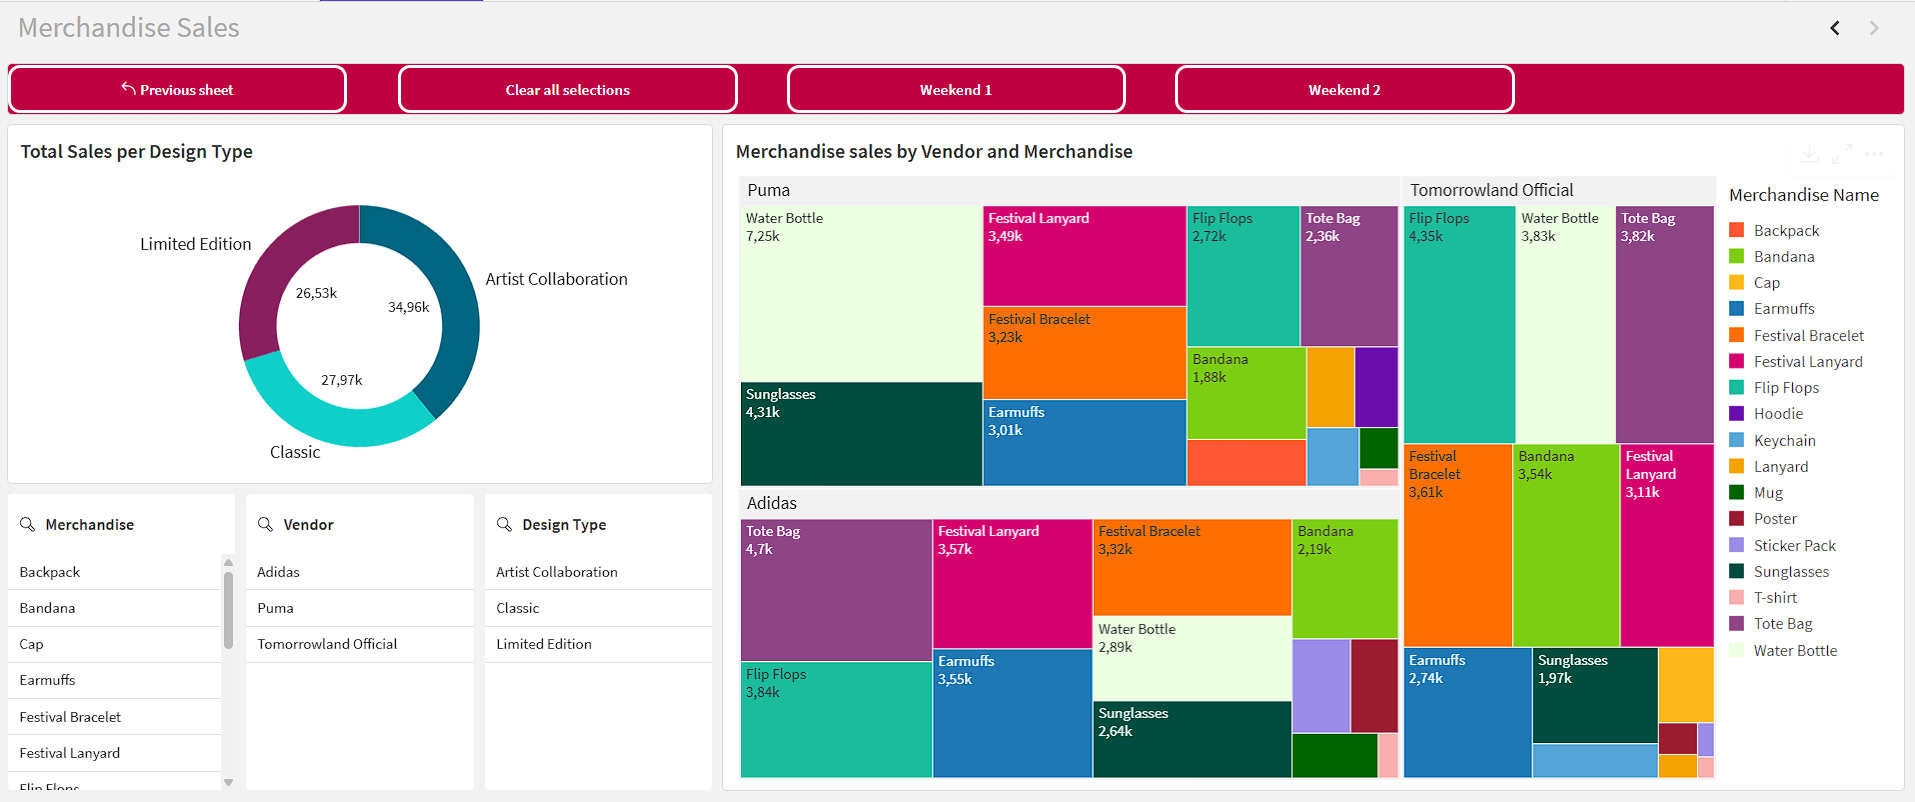 Merchandise Sales
Previous sheet
Clear all selections
Weekend 1
Weekend 2
Total Sales per Design Type
Limited Edition
Artist Collaboration
26,53k
34,96k
27,97k
Classic
Merchandise
Backpack
Bandana
Cap
Earmuffs
Festival Bracelet
Festival Lanyard
Flip Flops
Vendor
Adidas
Puma
Tomorrowland Official
Design Type
Artist Collaboration
Classic
Limited Edition
Merchandise sales by Vendor and Merchandise
Puma
Water Bottle
7,25k
Sunglasses
4,31k
Festival Lanyard
3,49k
Festival Bracelet
3,23k
Earmuffs
3,01k
Flip Flops
2,72k
Tote Bag
2,36k
Bandana
1,88k
Adidas
Tote Bag
4,7k
Flip Flops
3,84k
Festival Lanyard
3,57k
Earmuffs
3,55k
Festival Bracelet
3,32k
Water Bottle
2,89k
Sunglasses
2,64k
Bandana
2,19k
Tomorrowland Official
Flip Flops
4,35k
Water Bottle
3,83k
Tote Bag
3,82k
Festival
Bracelet
3,61k
Bandana
3,54k
Festival
Lanyard
3,11k
Earmuffs
2,74k
Sunglasses
1,97k
Merchandise Name
Backpack
Bandana
Cap
Earmuffs
Festival Bracelet
Festival Lanyard
Flip Flops
Hoodie
Keychain
Lanyard
Mug
Poster
Sticker Pack
Sunglasses
T-shirt
Tote Bag
Water Bottle